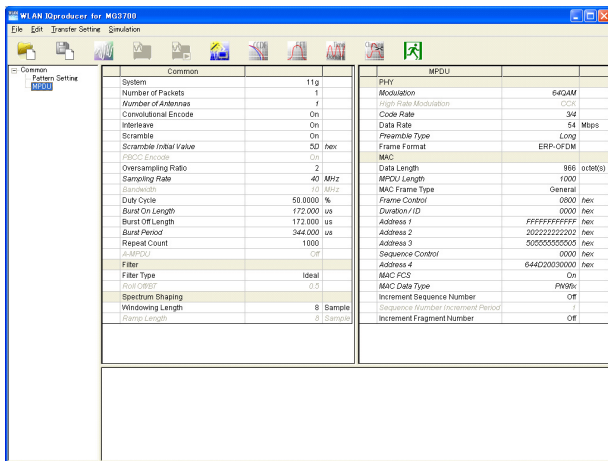 WLAN IQproducer for MG3700
File Edit Transfer Setting Simulation
Common
Pattern Setting
MPDU
Common
System 11g
Number of Packets 1
Number of Antennas 1
Convolutional Encode On
Interleave On
Scramble On
Scramble Initial Value 5D hex
PBCC Encode On
Oversampling Ratio 2
Sampling Rate 40 MHz
Bandwidth 10 MHz
Duty Cycle 50.0000 %
Burst On Length 172.000 us
Burst Off Length 172.000 us
Burst Period 344.000 us
Repeat Count 1000
A-MPDU Off
Filter
Filter Type Ideal
Roll Off/BT 0.5
Spectrum Shaping
Windowing Length 8 Sample
Ramp Length 8 Sample
MPDU
PHY
Modulation 64QAM
High Rate Modulation CCK
Code Rate 3/4
Data Rate 54 Mbps
Preamble Type Long
Frame Format ERP-OFDM
MAC
Data Length 966 octet(s)
MPDU Length 1000
MAC Frame Type General
Frame Control 0800 hex
Duration / ID 0000 hex
Address 1 FFFFFFFFFFFF hex
Address 2 202222222202 hex
Address 3 505555555505 hex
Sequence Control 0000 hex
Address 4 644D20030000 hex
MAC FCS On
MAC Data Type PN9fix
Increment Sequence Number Off
Sequence Number Increment Period 1
Increment Fragment Number Off